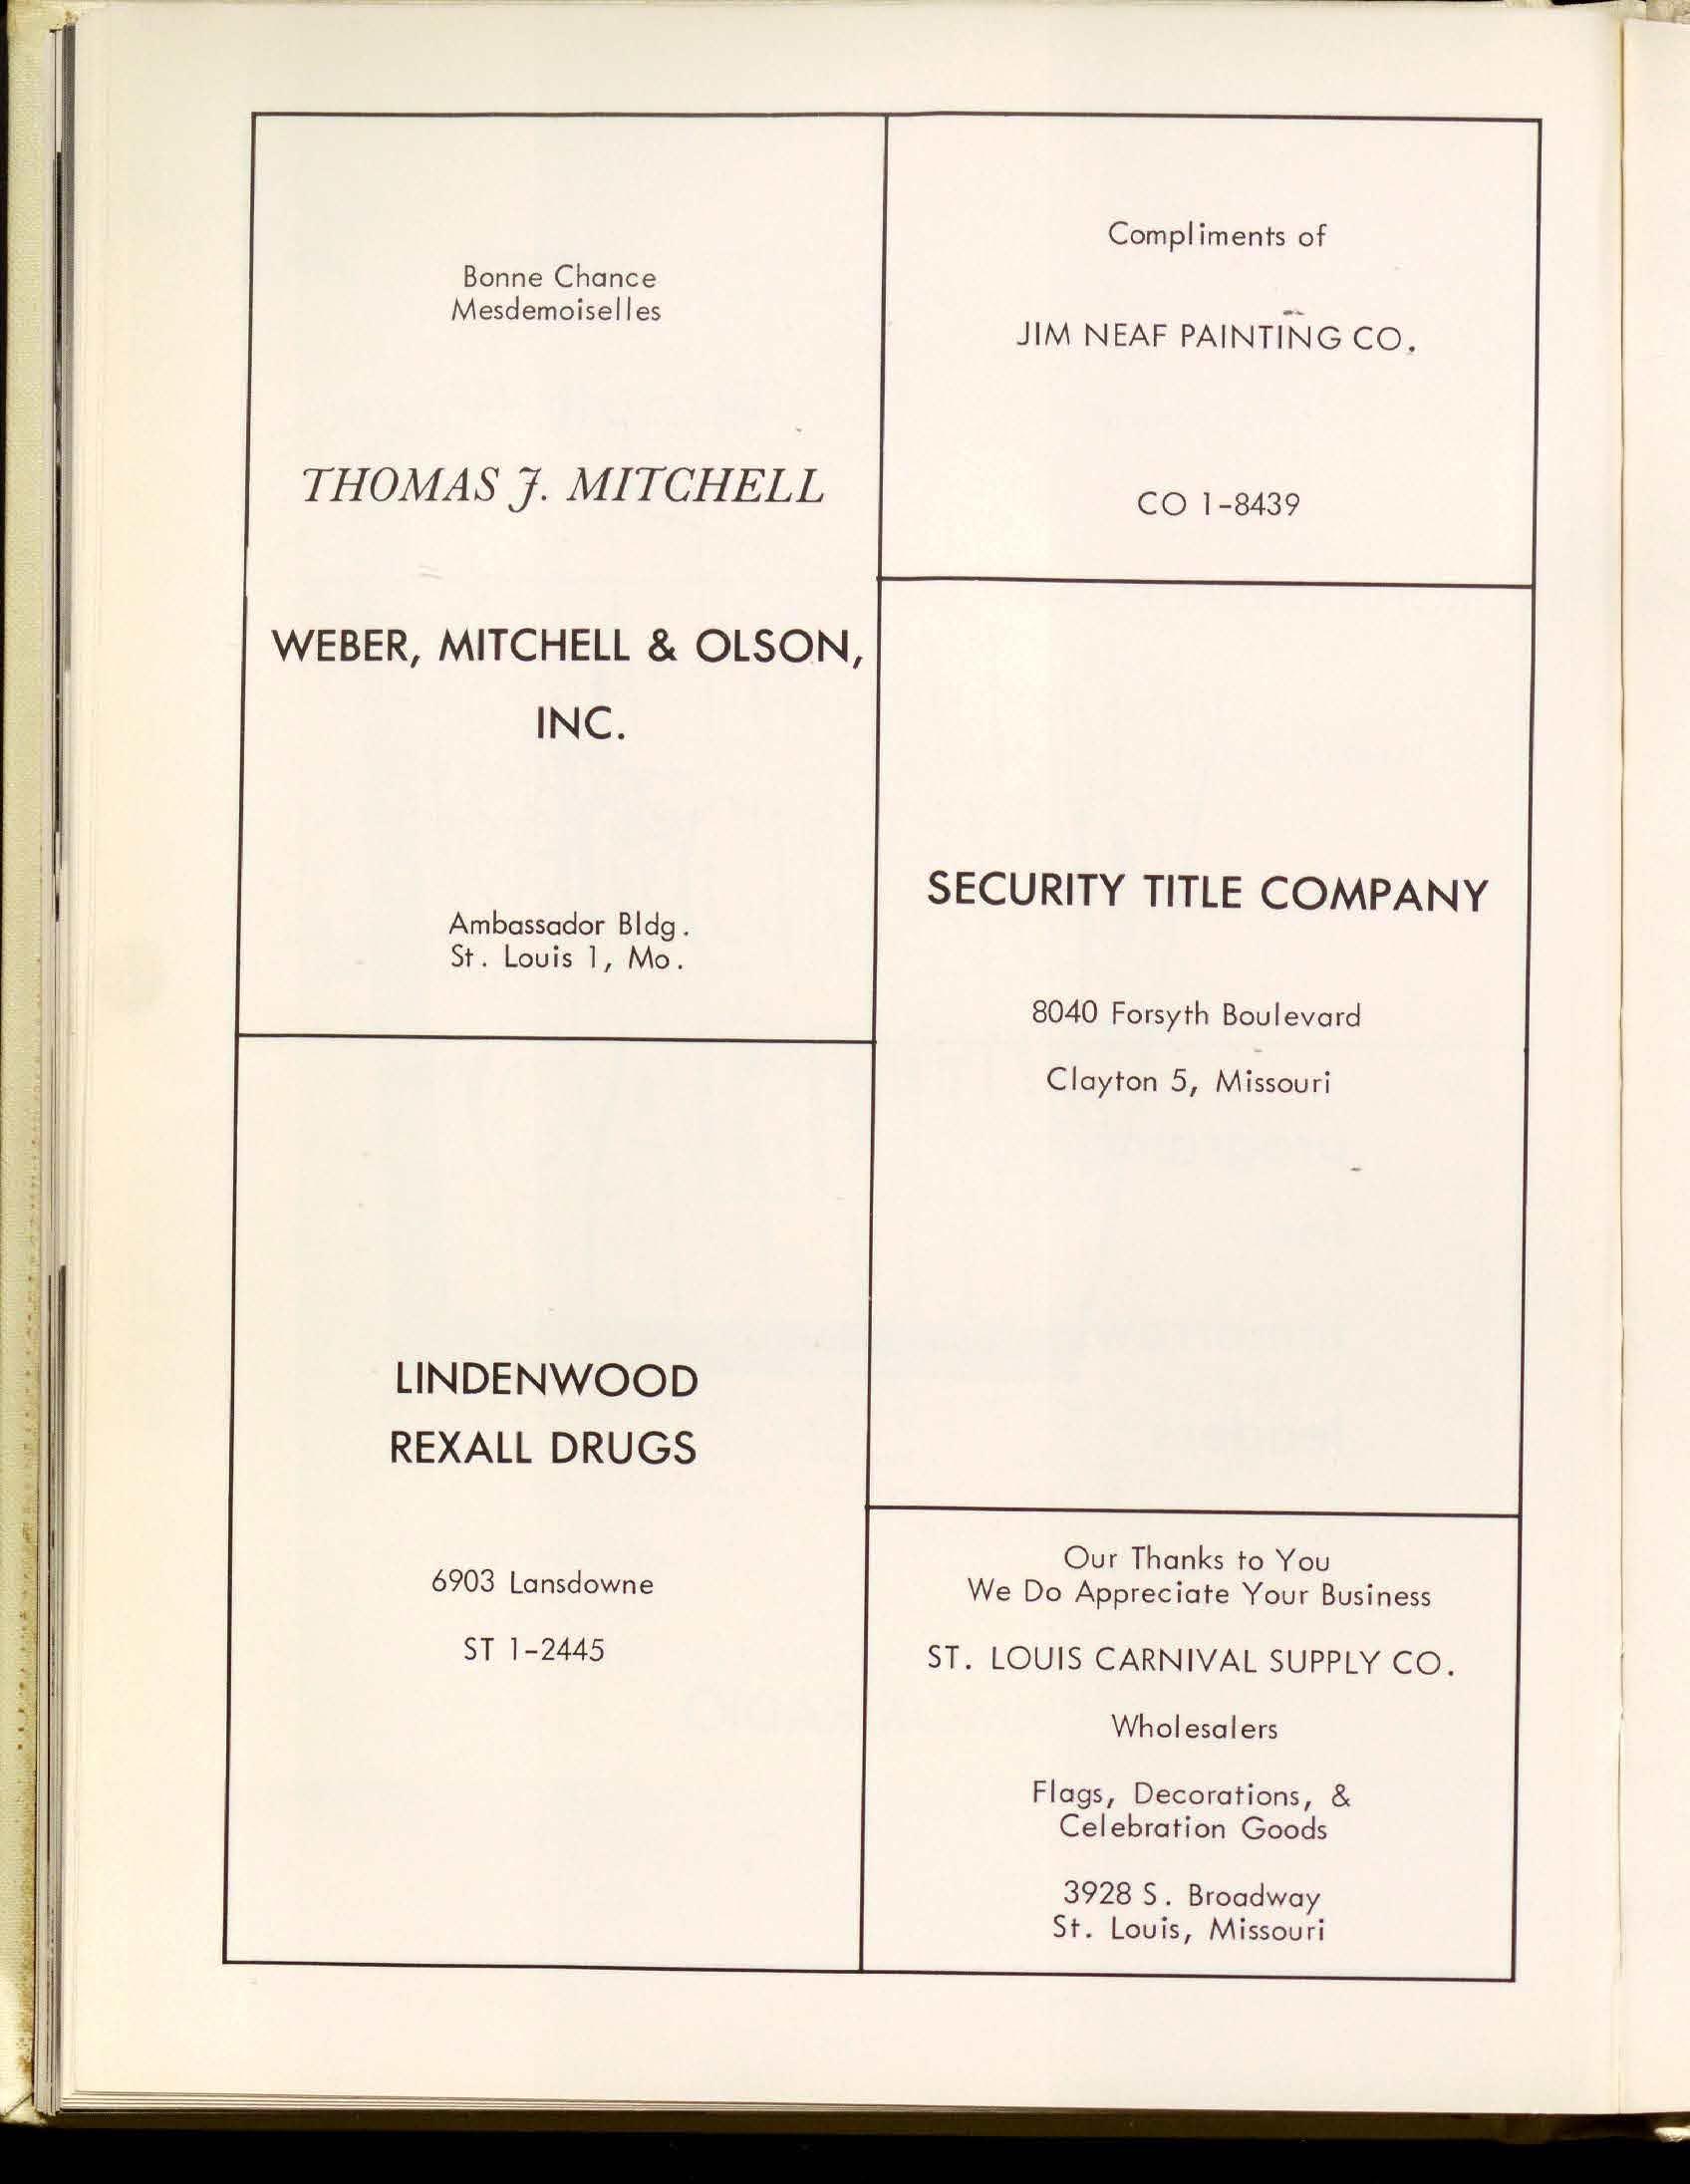 Bonne Chance
Mesdemoiselles
THOMAS J. MITCHELL
WEBER, MITCHELL & OLSON,
INC.
Ambassador Bldg.
St. Louis 1, Mo.
LINDENWOOD
REXALL DRUGS
6903 Lansdowne
ST 1-2445
Compliments of
JIM NEAF PAINTING CO.
CO 1-8439
SECURITY TITLE COMPANY
8040 Forsyth Boulevard
Clayton 5, Missouri
Our Thanks to You
We Do Appreciate Your Business
ST. LOUIS CARNIVAL SUPPLY CO.
Wholesalers
Flags, Decorations, &
Celebration Goods
3928 S. Broadway
St. Louis, Missouri